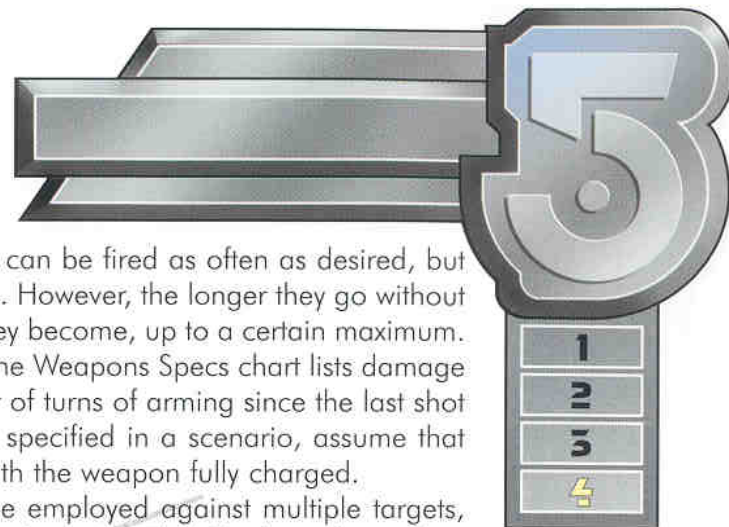 5
can be fired as often as desired, but
. However, the longer they go without
ey become, up to a certain maximum.
he Weapons Specs chart lists damage
r of turns of arming since the last shot
specified in a scenario, assume that
th the weapon fully charged.
e employed against multiple targets,
1
2
3
4